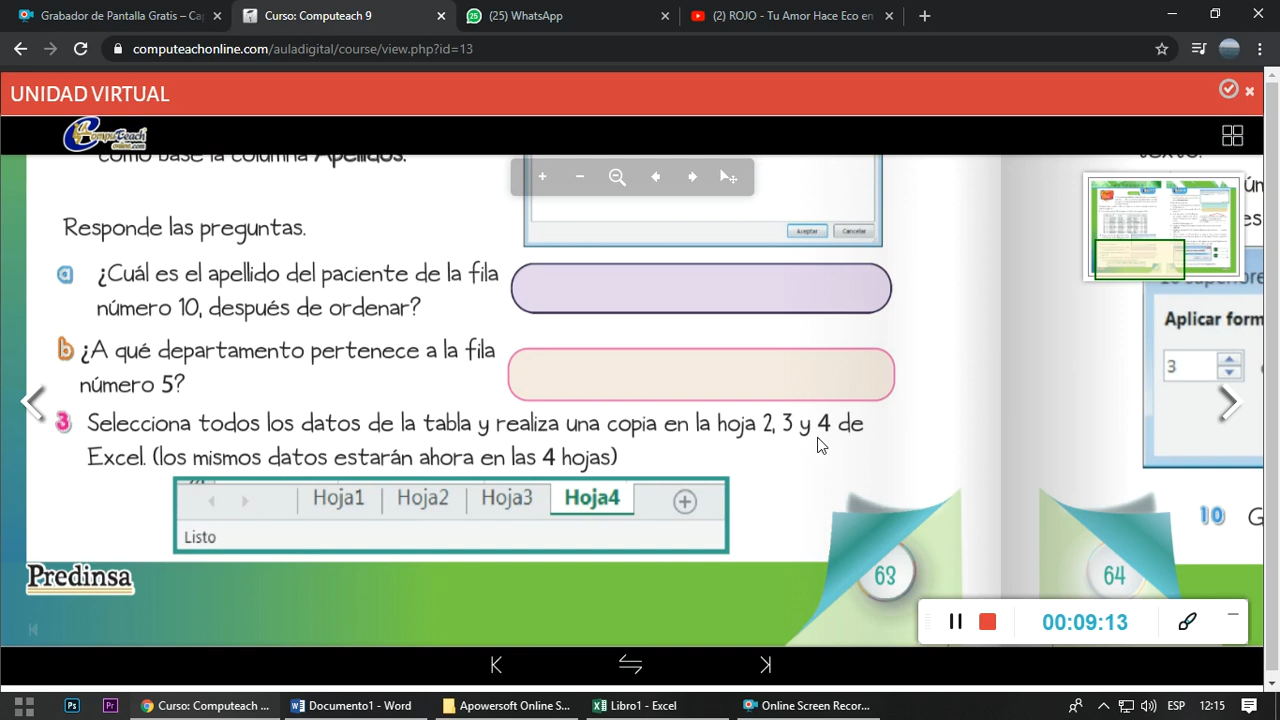 Grabador de Pantalla Gratis – Ca
Curso: Computeach 9
(25) WhatsApp
(2) ROJO - Tu Amor Hace Eco en
computeachonline.com/auladigital/course/view.php?id=13
UNIDAD VIRTUAL
CompuTeach
online.com
como base la columna Apellidos.
Aceptar Cancelar
Responde las preguntas.
a ¿Cuál es el apellido del paciente de la fila
número 10, después de ordenar?
b ¿A qué departamento pertenece a la fila
número 5?
3 Selecciona todos los datos de la tabla y realiza una copia en la hoja 2, 3 y 4 de
Excel. (los mismos datos estarán ahora en las 4 hojas)
Hoja1 Hoja2 Hoja3 Hoja4
Listo
Predinsa
63
texto.
Aplicar form
3
10 G
64
00:09:13
Ps
Pr
Curso: Computeach ...
Documento1 - Word
Apowersoft Online S...
Libro1 - Excel
Online Screen Recor...
ESP
12:15